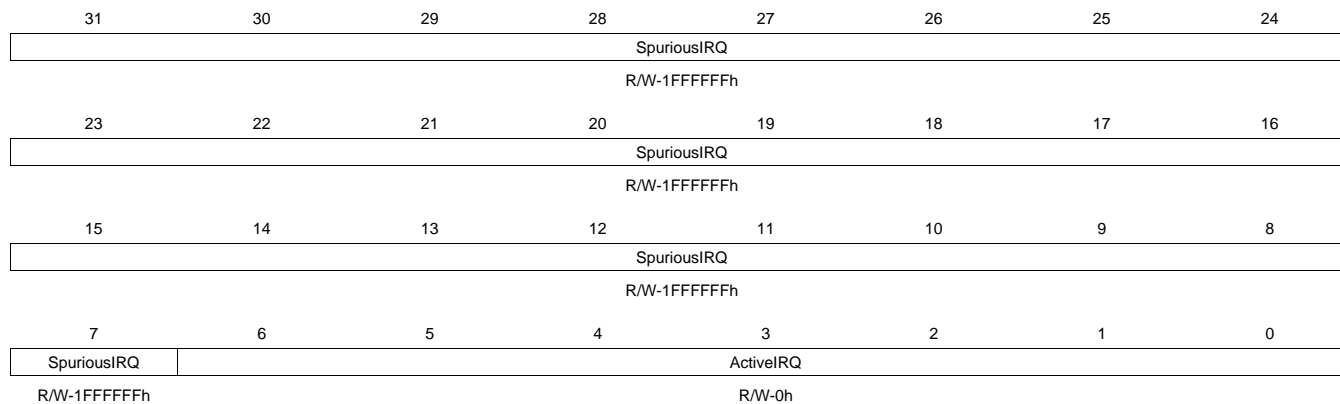 31 30 29 28 27 26 25 24
SpuriousIRQ
R/W-1FFFFFFh
23 22 21 20 19 18 17 16
SpuriousIRQ
R/W-1FFFFFFh
15 14 13 12 11 10 9 8
SpuriousIRQ
R/W-1FFFFFFh
7 6 5 4 3 2 1 0
SpuriousIRQ ActiveIRQ
R/W-1FFFFFFh R/W-0h